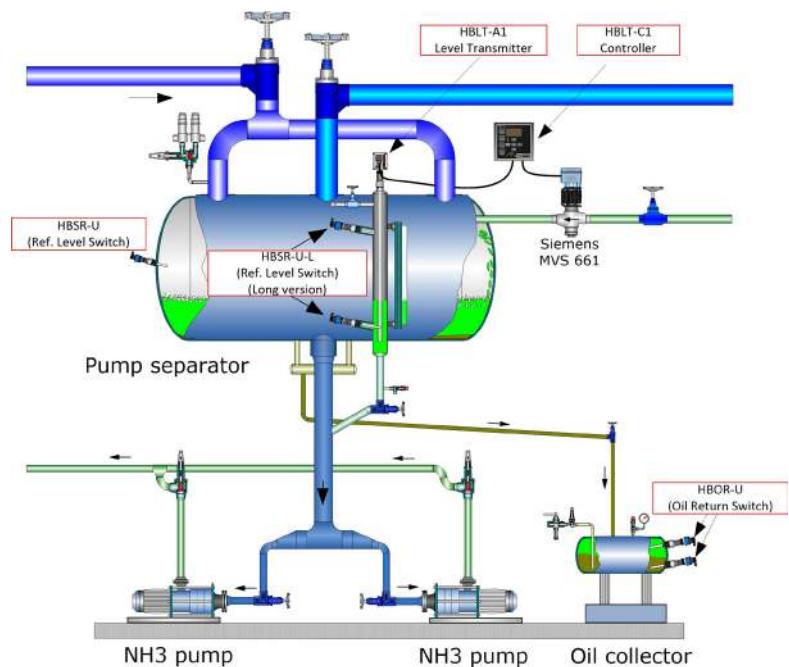 HBLT-A1
Level Transmitter
HBLT-C1
Controller
HBSR-U
(Ref. Level Switch)
HBSR-U-L
(Ref. Level Switch)
(Long version)
Siemens
MVS 661
Pump separator
HBOR-U
(Oil Return Switch)
NH3 pump
NH3 pump
Oil collector